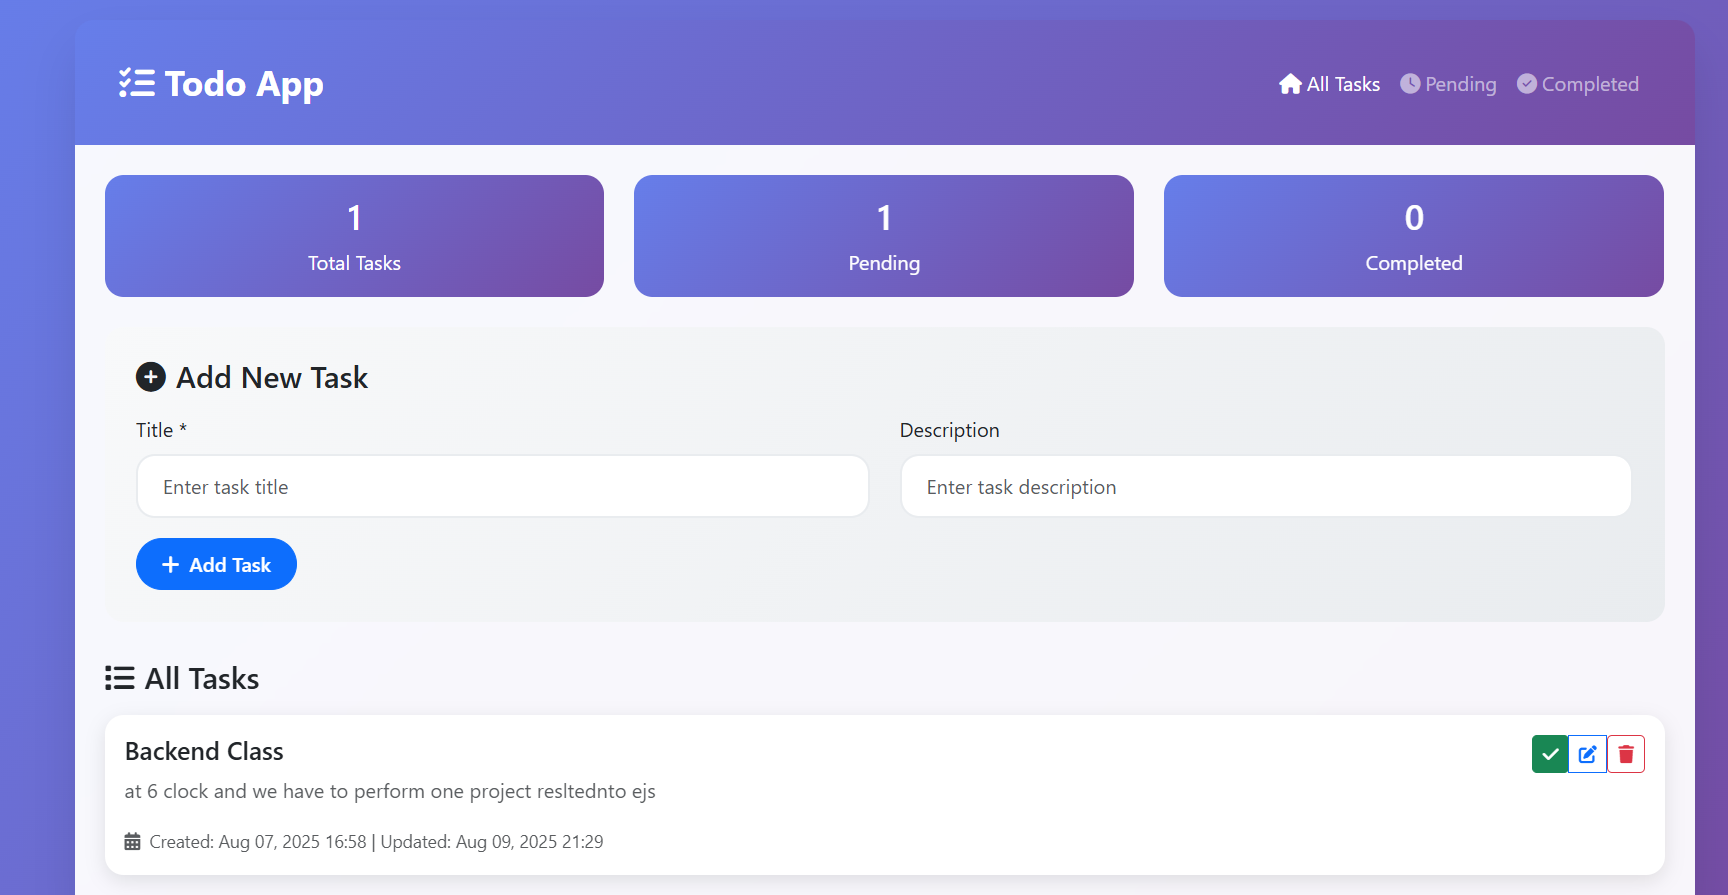 Todo App
All Tasks Pending Completed
1
Total Tasks
1
Pending
0
Completed
Add New Task
Title *
Description
Enter task title
Enter task description
Add Task
All Tasks
Backend Class
at 6 clock and we have to perform one project resltednto ejs
Created: Aug 07, 2025 16:58 | Updated: Aug 09, 2025 21:29